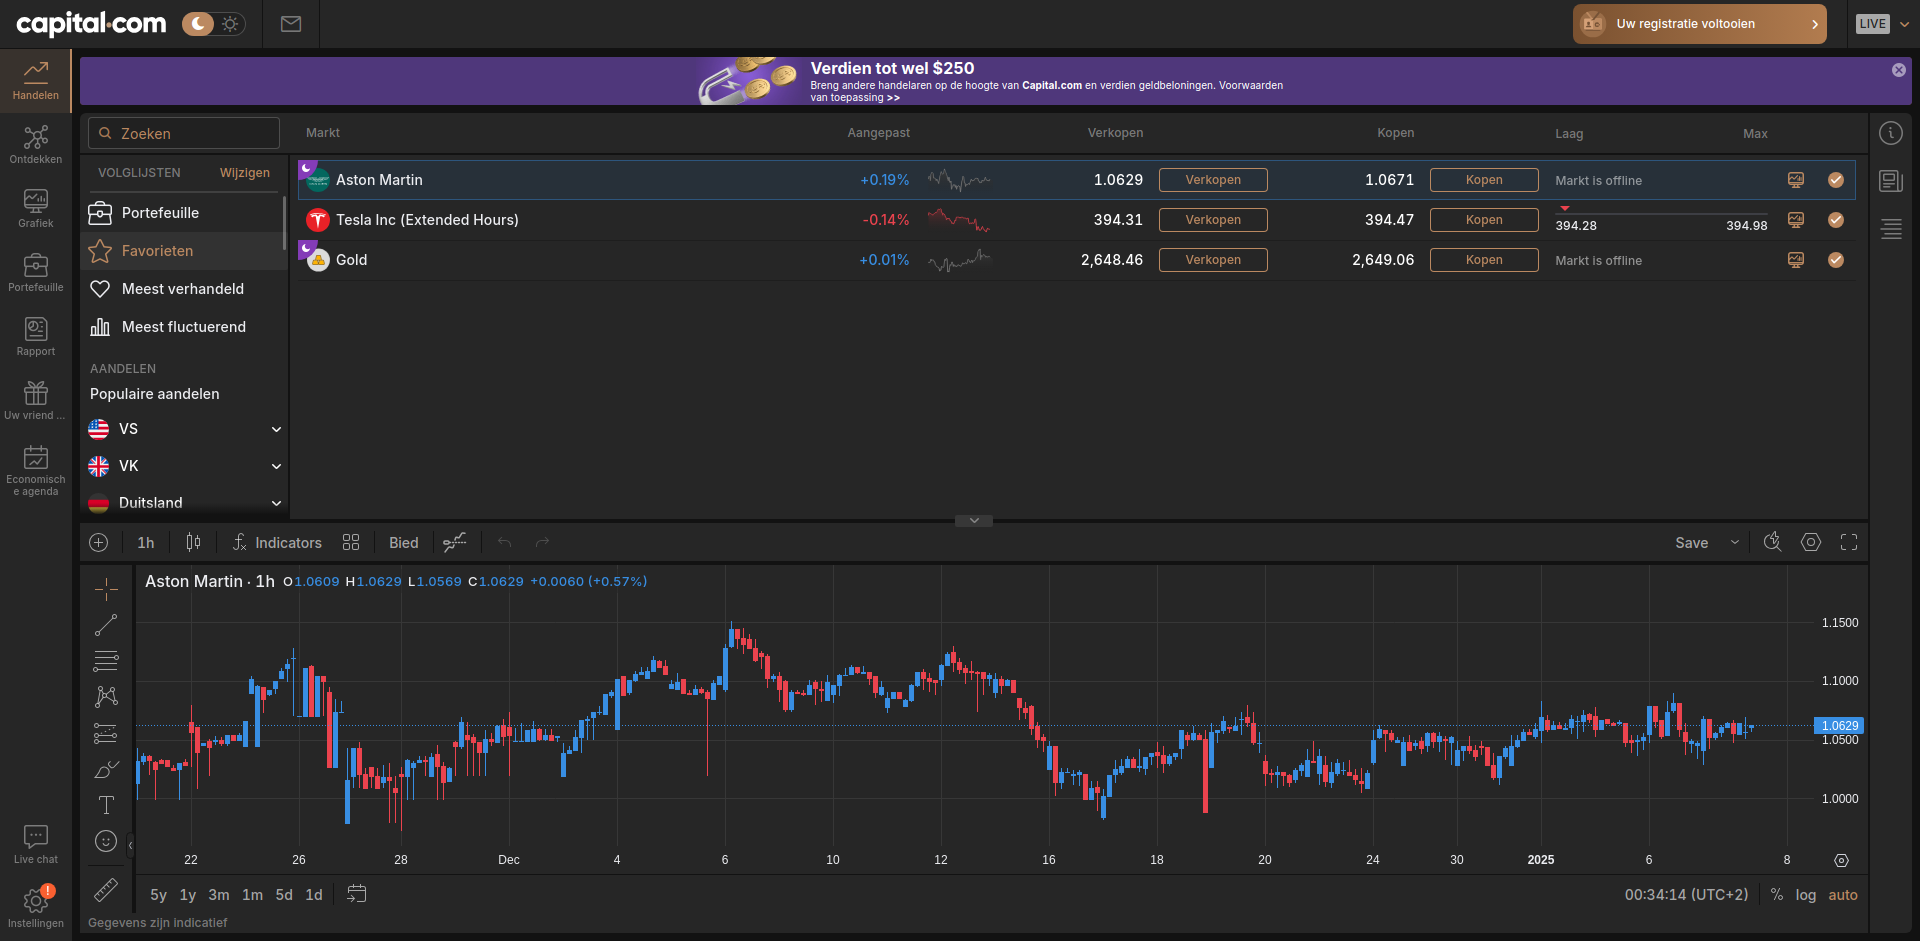 capital.com
Uw registratie voltooien
LIVE
Verdien tot wel $250
Breng andere handelaren op de hoogte van Capital.com en verdien geldbeloningen. Voorwaarden
van toepassing >>
Handelen
Ontdekken
Grafiek
Portefeuille
Rapport
Uw vriend ...
Economisch
e agenda
Live chat
!
Instellingen
Zoeken
Markt
Aangepast
Verkopen
Kopen
Laag
Max
VOLGLIJSTEN
Wijzigen
Portefeuille
Favorieten
Meest verhandeld
Meest fluctuerend
AANDELEN
Populaire aandelen
VS
VK
Duitsland
Aston Martin +0.19% 1.0629 Verkopen 1.0671 Kopen Markt is offline
Tesla Inc (Extended Hours) -0.14% 394.31 Verkopen 394.47 Kopen 394.28 394.98
Gold +0.01% 2,648.46 Verkopen 2,649.06 Kopen Markt is offline
1h
Indicators
Bied
Save
Aston Martin · 1h O1.0609 H1.0629 L1.0569 C1.0629 +0.0060 (+0.57%)
1.1500
1.1000
1.0629
1.0500
1.0000
22 26 28 Dec 4 6 10 12 16 18 20 24 30 2025 6 8
5y 1y 3m 1m 5d 1d
00:34:14 (UTC+2) % log auto
Gegevens zijn indicatief